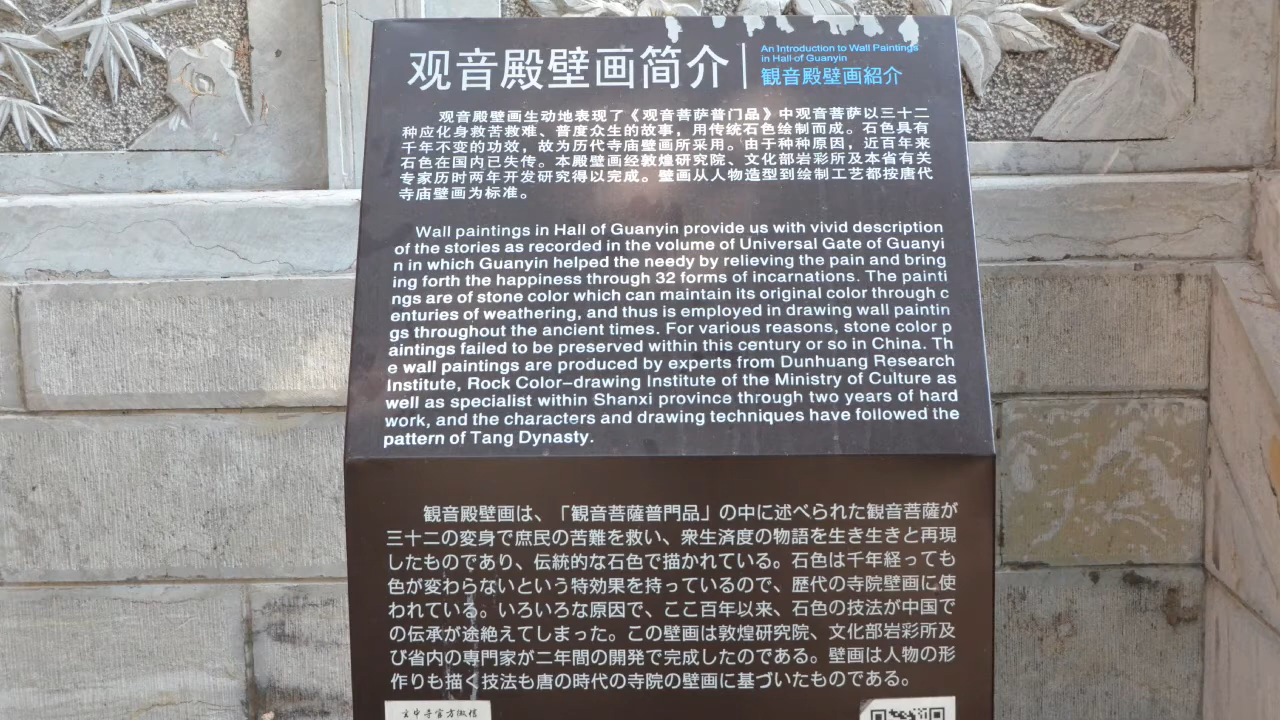 观音殿壁画简介
An Introduction to Wall Paintings
in Hall of Guanyin
観音殿壁画紹介
观音殿壁画生动地表现了《观音菩萨普门品》中观音菩萨以三十二
种应化身救苦救难、普度众生的故事，用传统石色绘制而成。石色具有
千年不变的功效，故为历代寺庙壁画所采用。由于种种原因，近百年来
石色在国内已失传。本殿壁画经敦煌研究院、文化部岩彩所及本省有关
专家历时两年开发研究得以完成。壁画从人物造型到绘制工艺都按唐代
寺庙壁画为标准。
Wall paintings in Hall of Guanyin provide us with vivid description
of the stories as recorded in the volume of Universal Gate of Guanyi
n in which Guanyin helped the needy by relieving the pain and bring
ing forth the happiness through 32 forms of incarnations. The painti
ngs are of stone color which can maintain its original color through c
enturies of weathering, and thus is employed in drawing wall paintin
gs throughout the ancient times. For various reasons, stone color p
aintings failed to be preserved within this century or so in China. Th
e wall paintings are produced by experts from Dunhuang Research
Institute, Rock Color-drawing Institute of the Ministry of Culture as
well as specialist within Shanxi province through two years of hard
work, and the characters and drawing techniques have followed the
pattern of Tang Dynasty.
観音殿壁画は、「観音菩薩普門品」の中に述べられた観音菩薩が
三十二の変身で庶民の苦難を救い、衆生済度の物語を生き生きと再現
したものであり、伝統的な石色で描かれている。石色は千年経っても
色が変わらないという特効果を持っているので、歴代の寺院壁画に使
われている。いろいろな原因で、ここ百年以来、石色の技法が中国で
の伝承が途絶えてしまった。この壁画は敦煌研究院、文化部岩彩所及
び省内の専門家が二年間の開発で完成したのである。壁画は人物の形
作りも描く技法も唐の時代の寺院の壁画に基づいたものである。
玄中寺官方微信